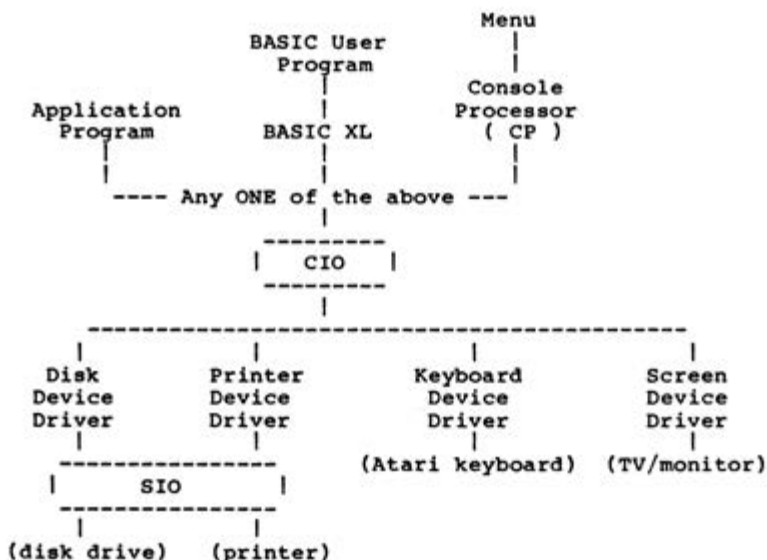 Menu
BASIC User
Program
Console
Application Processor
Program BASIC XL ( CP )
---- Any ONE of the above ---
CIO
Disk Printer Keyboard Screen
Device Device Device Device
Driver Driver Driver Driver
(Atari keyboard) (TV/monitor)
SIO
(disk drive) (printer)